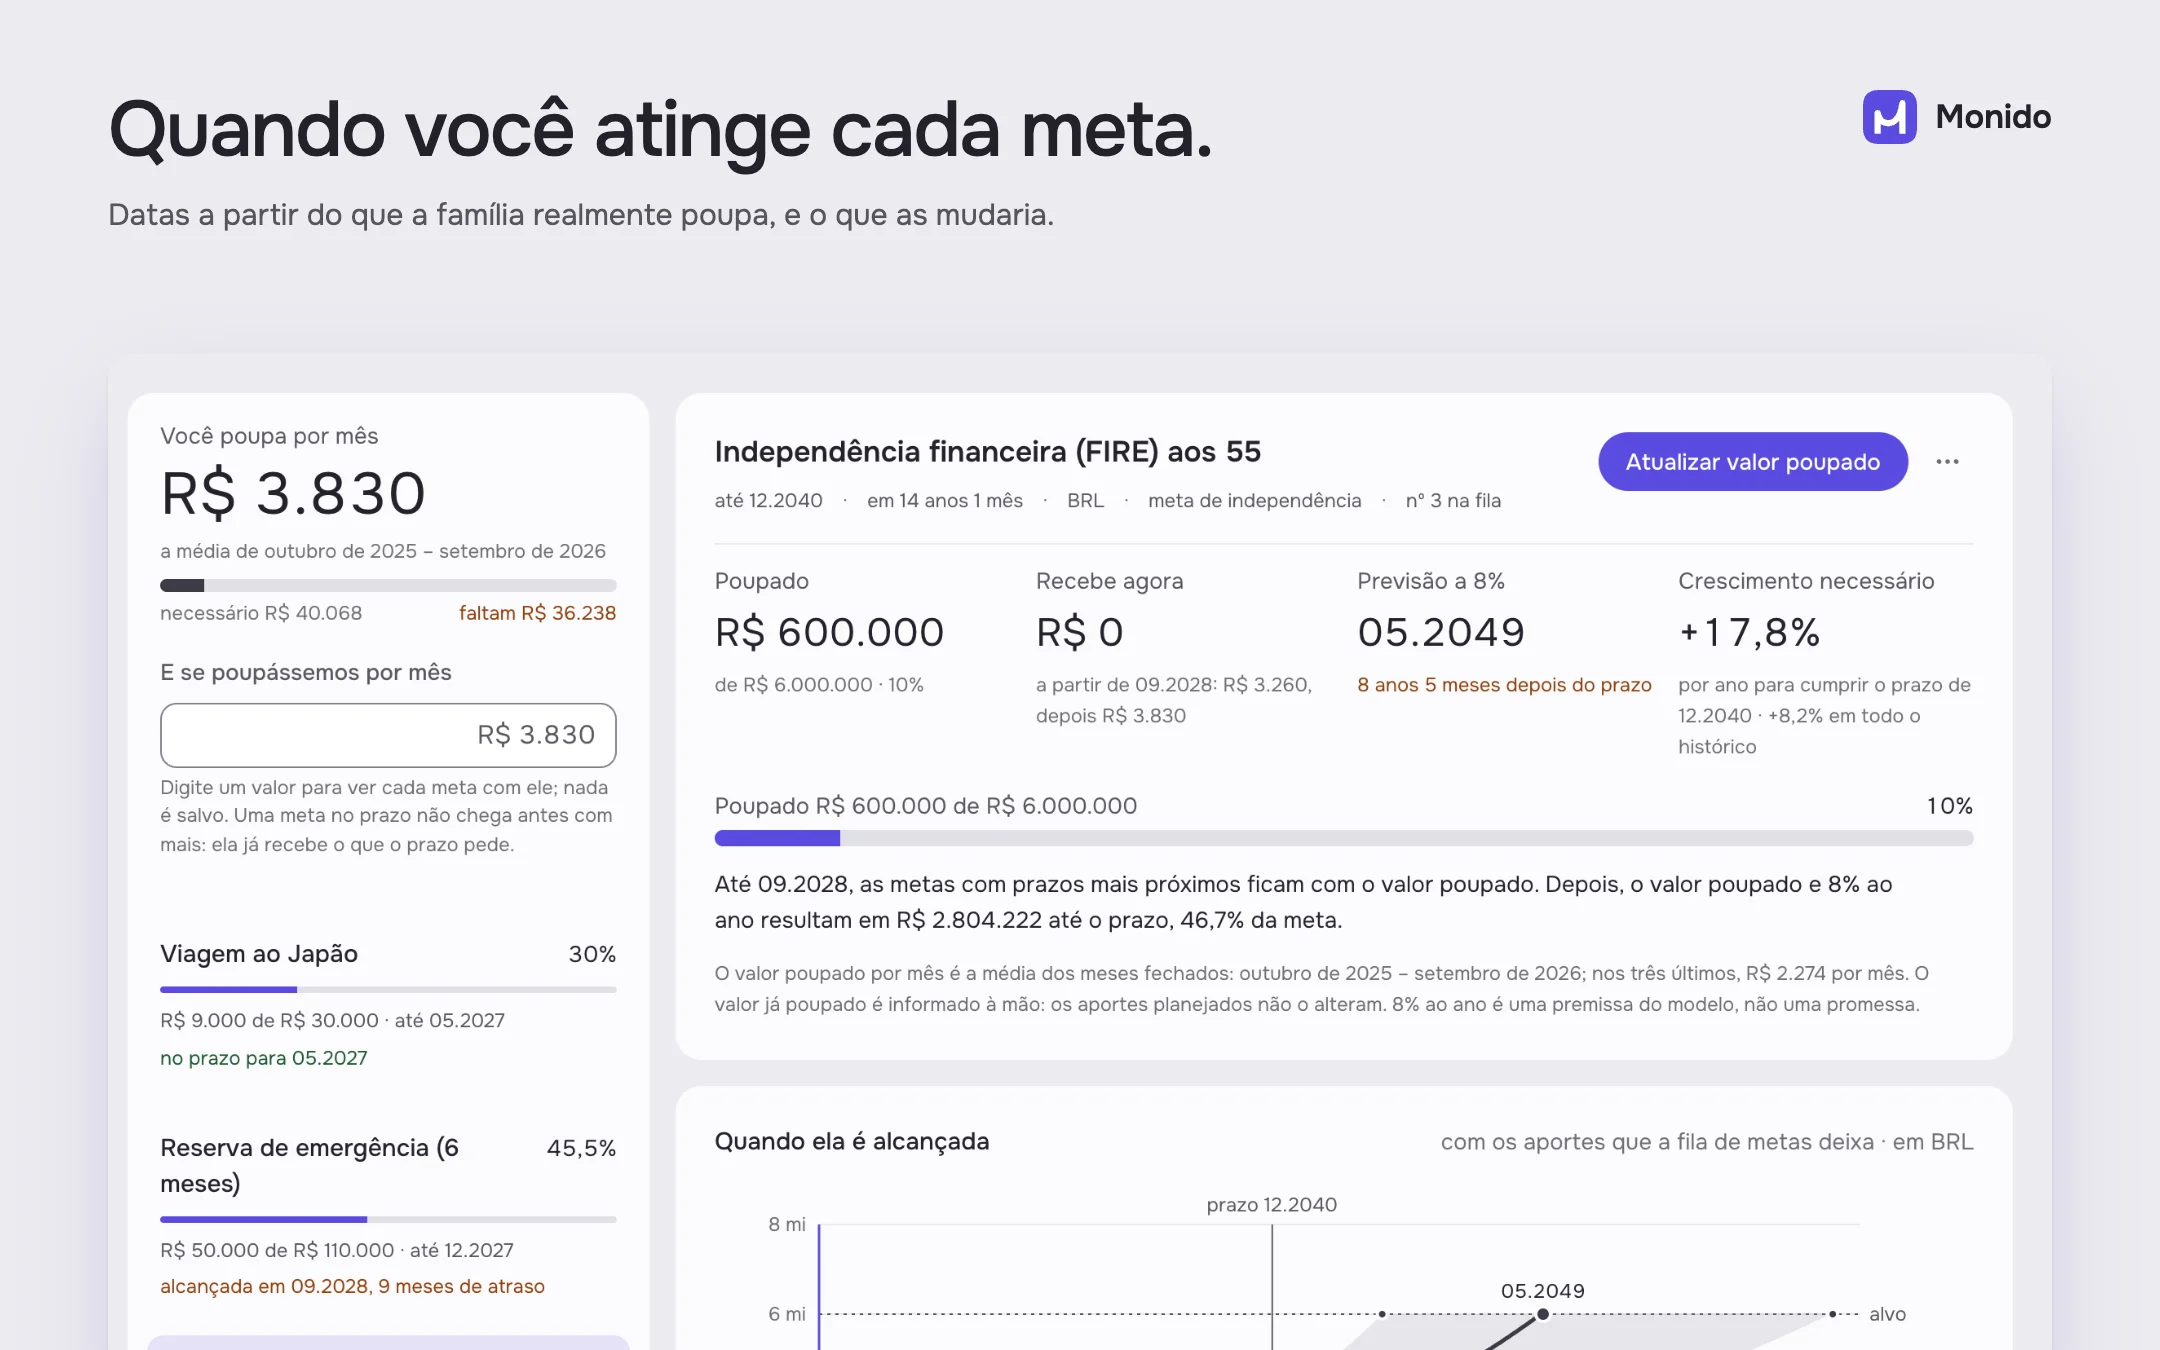 Quando você atinge cada meta.
Monido
Datas a partir do que a família realmente poupa, e o que as mudaria.
Você poupa por mês
R$ 3.830
a média de outubro de 2025 – setembro de 2026
necessário R$ 40.068
faltam R$ 36.238
E se poupássemos por mês
R$ 3.830
Digite um valor para ver cada meta com ele; nada
é salvo. Uma meta no prazo não chega antes com
mais: ela já recebe o que o prazo pede.
Viagem ao Japão
30%
R$ 9.000 de R$ 30.000 · até 05.2027
no prazo para 05.2027
Reserva de emergência (6
meses)
45,5%
R$ 50.000 de R$ 110.000 · até 12.2027
alcançada em 09.2028, 9 meses de atraso
Independência financeira (FIRE) aos 55
até 12.2040 · em 14 anos 1 mês · BRL · meta de independência · nº 3 na fila
Atualizar valor poupado
Poupado
R$ 600.000
de R$ 6.000.000 · 10%
Recebe agora
R$ 0
a partir de 09.2028: R$ 3.260,
depois R$ 3.830
Previsão a 8%
05.2049
8 anos 5 meses depois do prazo
Crescimento necessário
+17,8%
por ano para cumprir o prazo de
12.2040 · +8,2% em todo o
histórico
Poupado R$ 600.000 de R$ 6.000.000
10%
Até 09.2028, as metas com prazos mais próximos ficam com o valor poupado. Depois, o valor poupado e 8% ao
ano resultam em R$ 2.804.222 até o prazo, 46,7% da meta.
O valor poupado por mês é a média dos meses fechados: outubro de 2025 – setembro de 2026; nos três últimos, R$ 2.274 por mês. O
valor já poupado é informado à mão: os aportes planejados não o alteram. 8% ao ano é uma premissa do modelo, não uma promessa.
Quando ela é alcançada
com os aportes que a fila de metas deixa · em BRL
prazo 12.2040
8 mi
05.2049
6 mi
alvo